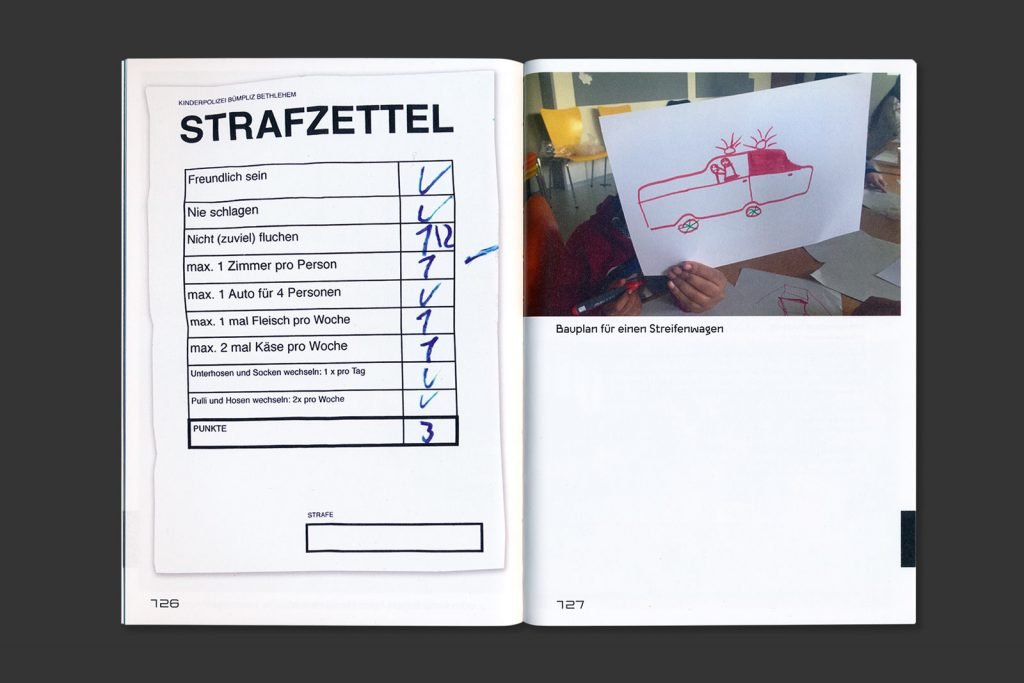 KINDERPOLIZEI BÜMPLIZ BETHLEHEM
STRAFZETTEL
Freundlich sein ✓
Nie schlagen ✓
Nicht (zuviel) fluchen 1/2
max. 1 Zimmer pro Person 1
max. 1 Auto für 4 Personen ✓
max. 1 mal Fleisch pro Woche 1
max. 2 mal Käse pro Woche 1
Unterhosen und Socken wechseln: 1 x pro Tag ✓
Pulli und Hosen wechseln: 2x pro Woche ✓
PUNKTE 3
STRAFE
126
Bauplan für einen Streifenwagen
127